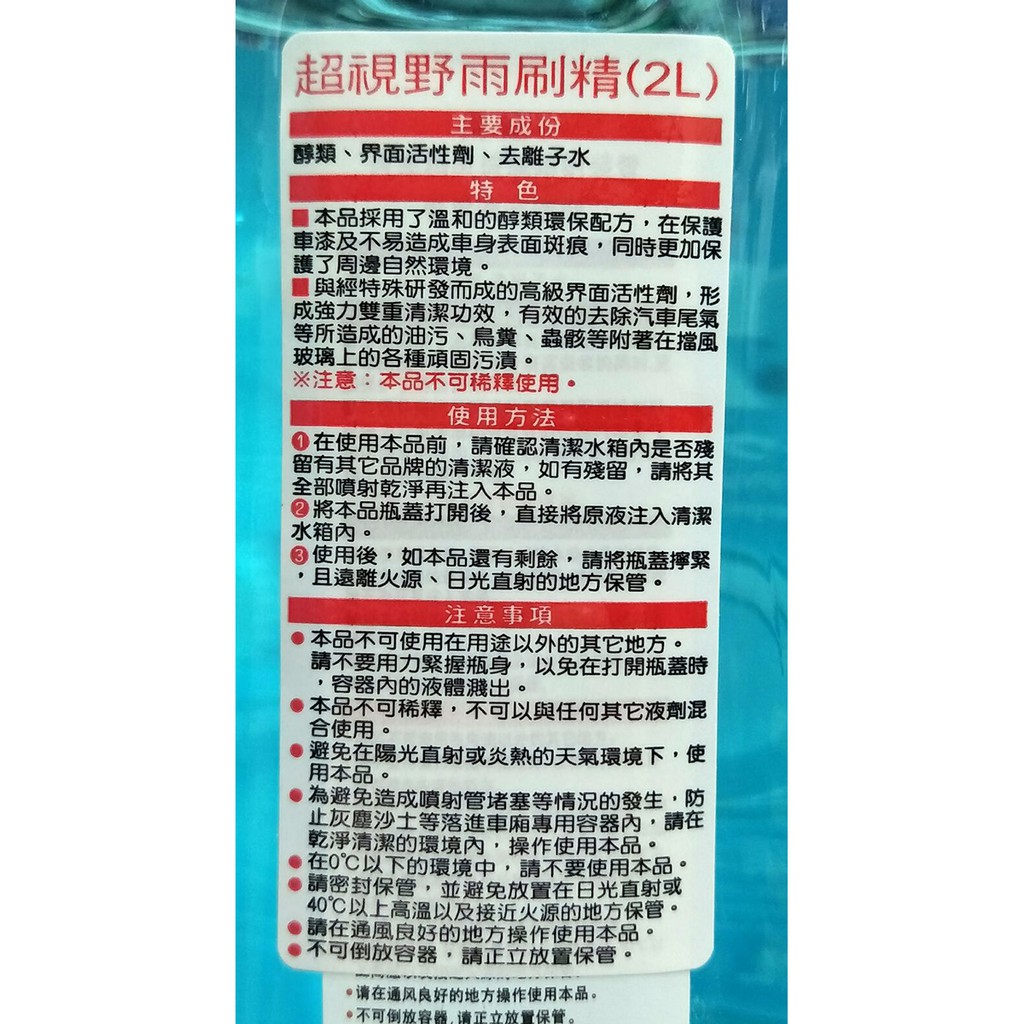 超視野雨刷精(2L)
主要成份
醇類、界面活性劑、去離子水
特 色
■本品採用了溫和的醇類環保配方，在保護
車漆及不易造成車身表面斑痕，同時更加保
護了周邊自然環境。
■與經特殊研發而成的高級界面活性劑，形
成強力雙重清潔功效，有效的去除汽車尾氣
等所造成的油污、鳥糞、蟲骸等附著在擋風
玻璃上的各種頑固污漬。
※注意：本品不可稀釋使用。
使用方法
❶在使用本品前，請確認清潔水箱內是否殘
留有其它品牌的清潔液，如有殘留，請將其
全部噴射乾淨再注入本品。
❷將本品瓶蓋打開後，直接將原液注入清潔
水箱內。
❸使用後，如本品還有剩餘，請將瓶蓋擰緊
，且遠離火源、日光直射的地方保管。
注意事項
●本品不可使用在用途以外的其它地方。
請不要用力緊握瓶身，以免在打開瓶蓋時
，容器內的液體濺出。
●本品不可稀釋，不可以與任何其它液劑混
合使用。
●避免在陽光直射或炎熱的天氣環境下，使
用本品。
●為避免造成噴射管堵塞等情況的發生，防
止灰塵沙土等落進車廂專用容器內，請在
乾淨清潔的環境內，操作使用本品。
●在0℃以下的環境中，請不要使用本品。
●請密封保管，並避免放置在日光直射或
40℃以上高溫以及接近火源的地方保管。
●請在通風良好的地方操作使用本品。
●不可倒放容器，請正立放置保管。
●请在通风良好的地方操作使用本品。
●不可倒放容器,请正立放置保管。